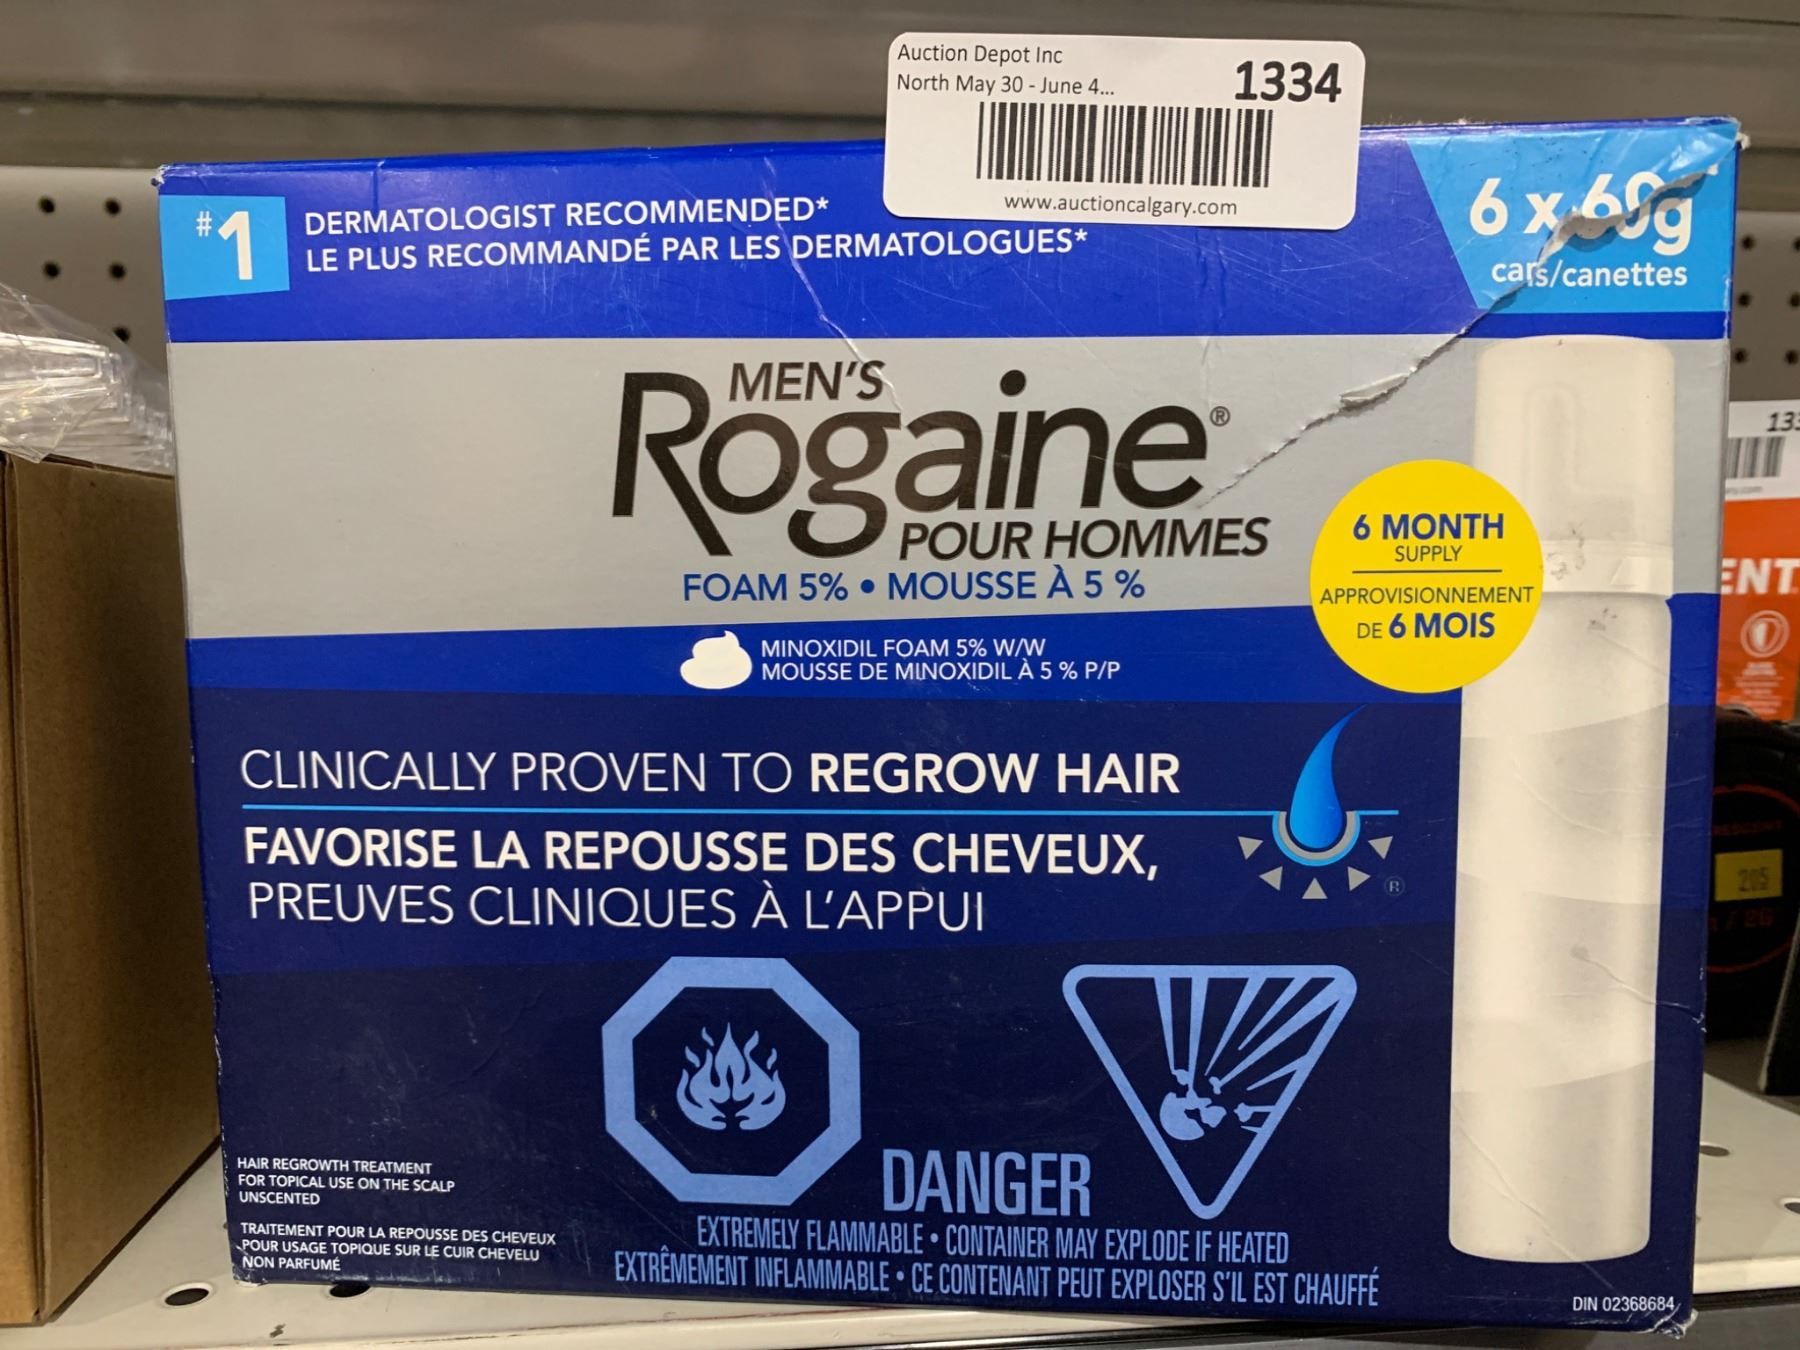 Auction Depot Inc
North May 30 - June 4...
1334
www.auctioncalgary.com
#1
DERMATOLOGIST RECOMMENDED*
LE PLUS RECOMMANDÉ PAR LES DERMATOLOGUES*
6 x 60g
cans/canettes
MEN'S
Rogaine®
POUR HOMMES
FOAM 5% • MOUSSE À 5 %
6 MONTH
SUPPLY
APPROVISIONNEMENT
DE 6 MOIS
MINOXIDIL FOAM 5% W/W
MOUSSE DE MINOXIDIL À 5 % P/P
CLINICALLY PROVEN TO REGROW HAIR
FAVORISE LA REPOUSSE DES CHEVEUX,
PREUVES CLINIQUES À L'APPUI
®
DANGER
EXTREMELY FLAMMABLE • CONTAINER MAY EXPLODE IF HEATED
EXTRÊMEMENT INFLAMMABLE • CE CONTENANT PEUT EXPLOSER S'IL EST CHAUFFÉ
HAIR REGROWTH TREATMENT
FOR TOPICAL USE ON THE SCALP
UNSCENTED
TRAITEMENT POUR LA REPOUSSE DES CHEVEUX
POUR USAGE TOPIQUE SUR LE CUIR CHEVELU
NON PARFUMÉ
DIN 02368684
133
ENT
205